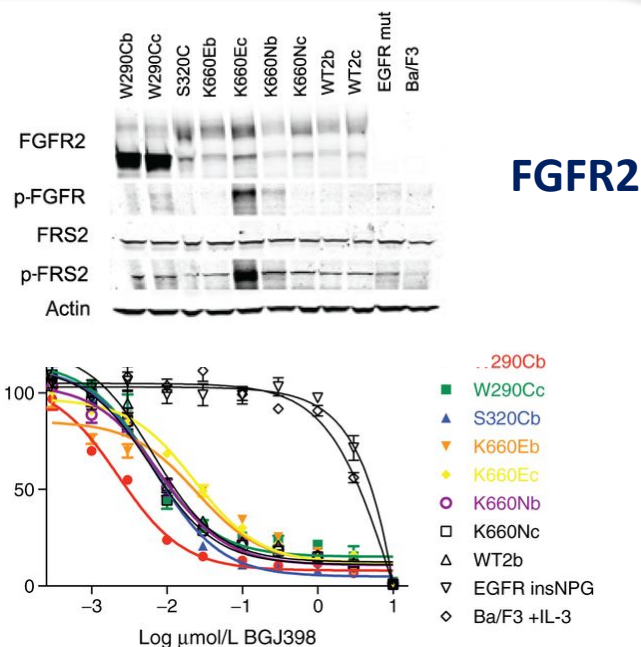 W290Cb W290Cc S320C K660Eb K660Ec K660Nb K660Nc WT2b WT2c EGFR mut Ba/F3
FGFR2
FGFR2
p-FGFR
FRS2
p-FRS2
Actin
100
50
0
−3 −2 −1 0 1
Log μmol/L BGJ398
290Cb
W290Cc
S320Cb
K660Eb
K660Ec
K660Nb
K660Nc
WT2b
EGFR insNPG
Ba/F3 +IL-3